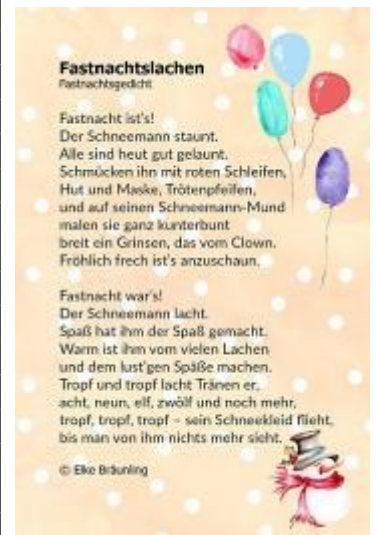 Fastnachtslachen
Fastnachtsgedicht
Fastnacht ist's!
Der Schneemann staunt.
Alle sind heut gut gelaunt.
Schmücken ihn mit roten Schleifen,
Hut und Maske, Trötenpfeifen,
und auf seinen Schneemann-Mund
malen sie ganz kunterbunt
breit ein Grinsen, das vom Clown.
Fröhlich frech ist's anzuschaun.
Fastnacht war's!
Der Schneemann lacht.
Spaß hat ihm der Spaß gemacht.
Warm ist ihm vom vielen Lachen
und dem lust'gen Späße machen.
Tropf und tropf lacht Tränen er,
acht, neun, elf, zwölf und noch mehr,
tropf, tropf, tropf – sein Schneekleid flieht,
bis man von ihm nichts mehr sieht.
© Elke Bräunling